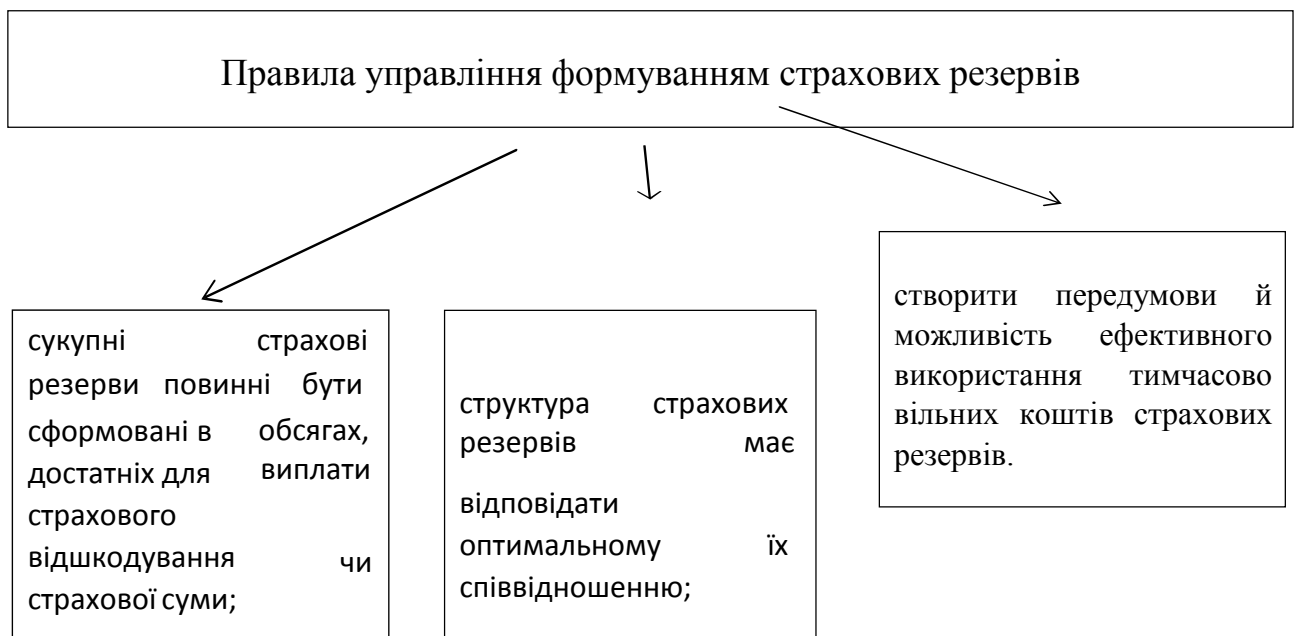 Правила управління формуванням страхових резервів
сукупні страхові
резерви повинні бути
сформовані в обсягах,
достатніх для виплати
страхового
відшкодування чи
страхової суми;
структура страхових
резервів має
відповідати
оптимальному їх
співвідношенню;
створити передумови й
можливість ефективного
використання тимчасово
вільних коштів страхових
резервів.